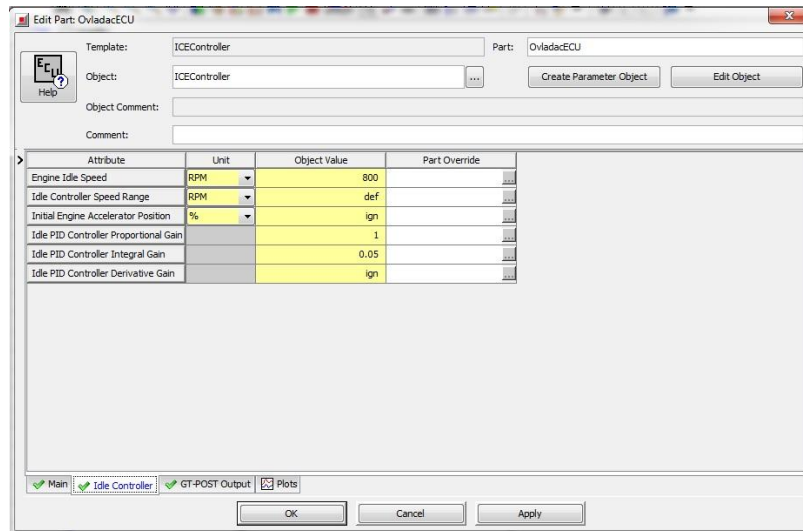 Edit Part: OvladacECU
Template: ICEController Part: OvladacECU
ECU ? Help
Object: ICEController ... Create Parameter Object Edit Object
Object Comment:
Comment:
> Attribute Unit Object Value Part Override
Engine Idle Speed RPM 800 ...
Idle Controller Speed Range RPM def ...
Initial Engine Accelerator Position % ign ...
Idle PID Controller Proportional Gain 1 ...
Idle PID Controller Integral Gain 0.05 ...
Idle PID Controller Derivative Gain ign ...
Main Idle Controller GT-POST Output Plots
OK Cancel Apply